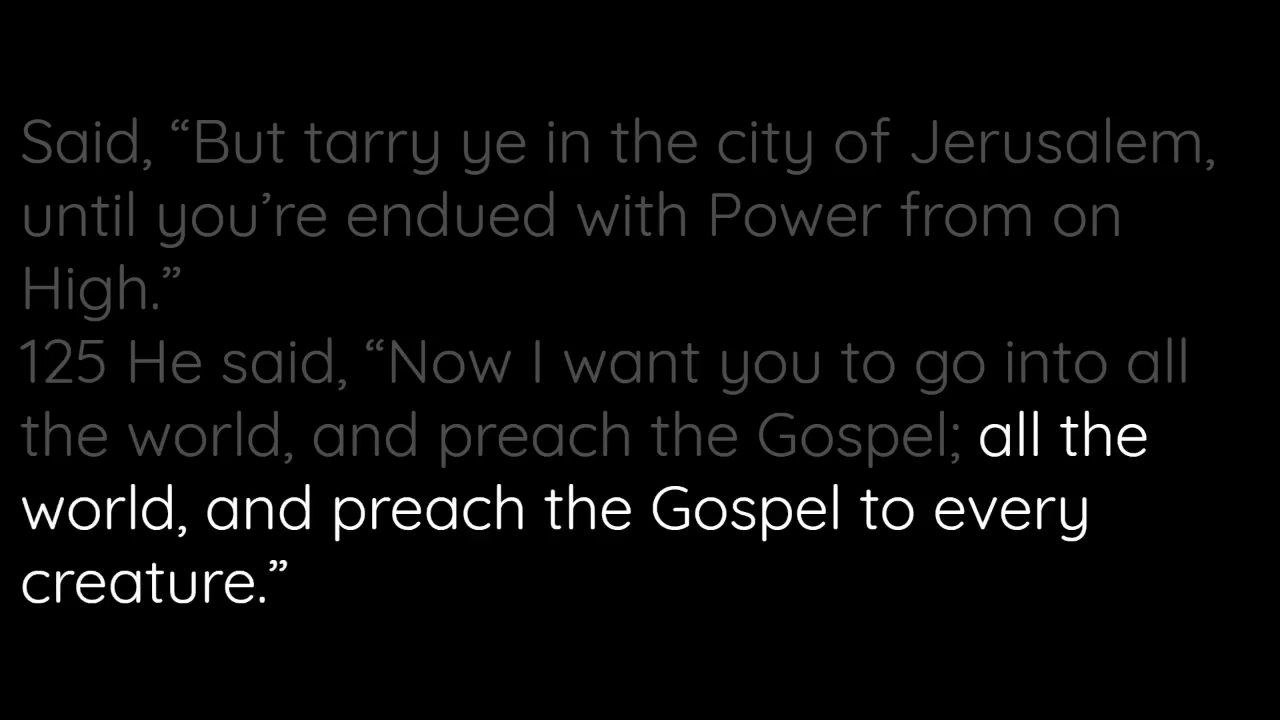 Said, “But tarry ye in the city of Jerusalem,
until you’re endued with Power from on
High.”
125 He said, “Now I want you to go into all
the world, and preach the Gospel; all the
world, and preach the Gospel to every
creature.”